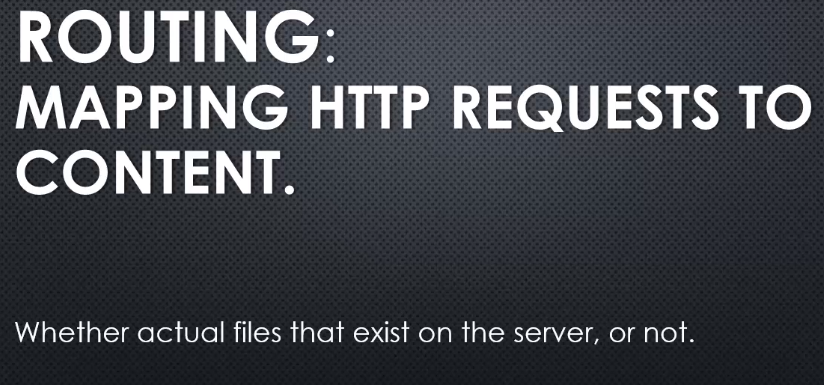 ROUTING:
MAPPING HTTP REQUESTS TO
CONTENT.
Whether actual files that exist on the server, or not.